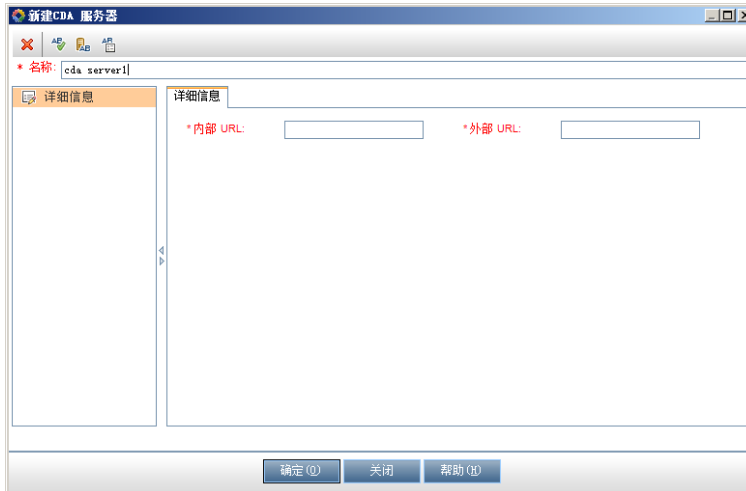 新建CDA 服务器
* 名称: cda server1
详细信息
详细信息
*内部 URL: *外部 URL:
确定(O) 关闭 帮助(H)